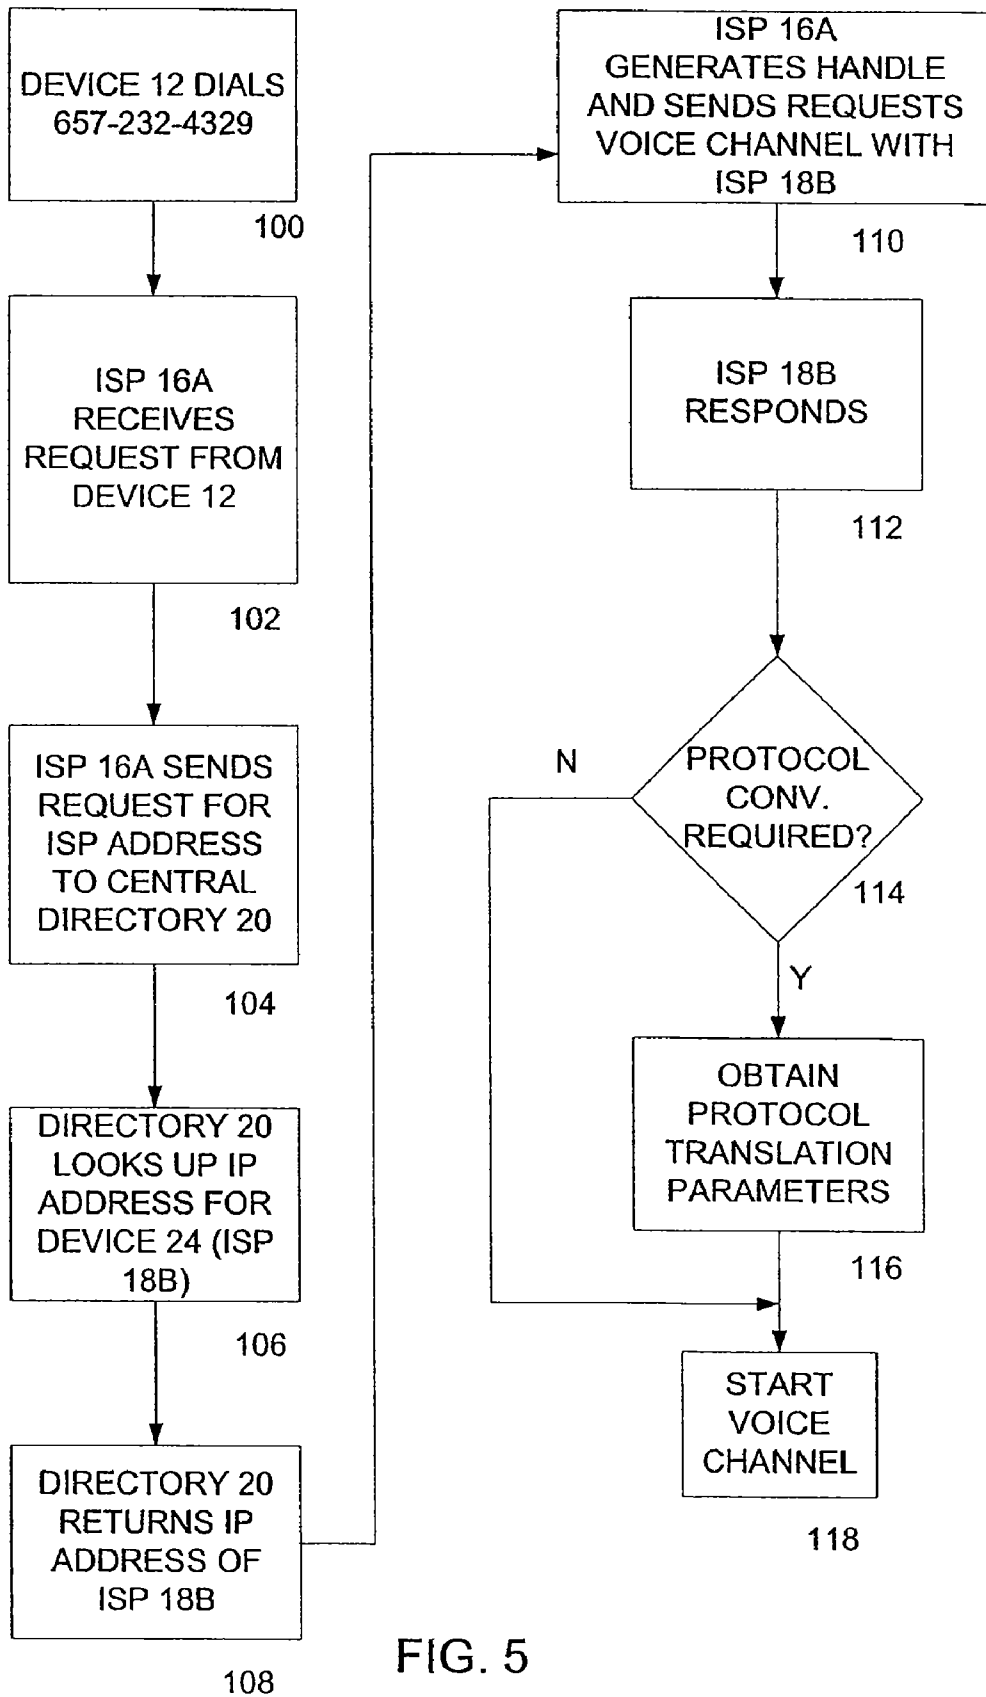 DEVICE 12 DIALS
657-232-4329
100
ISP 16A
RECEIVES
REQUEST FROM
DEVICE 12
102
ISP 16A SENDS
REQUEST FOR
ISP ADDRESS
TO CENTRAL
DIRECTORY 20
104
DIRECTORY 20
LOOKS UP IP
ADDRESS FOR
DEVICE 24 (ISP
18B)
106
DIRECTORY 20
RETURNS IP
ADDRESS OF
ISP 18B
108
ISP 16A
GENERATES HANDLE
AND SENDS REQUESTS
VOICE CHANNEL WITH
ISP 18B
110
ISP 18B
RESPONDS
112
PROTOCOL
CONV.
REQUIRED?
114
N
Y
OBTAIN
PROTOCOL
TRANSLATION
PARAMETERS
116
START
VOICE
CHANNEL
118
FIG. 5